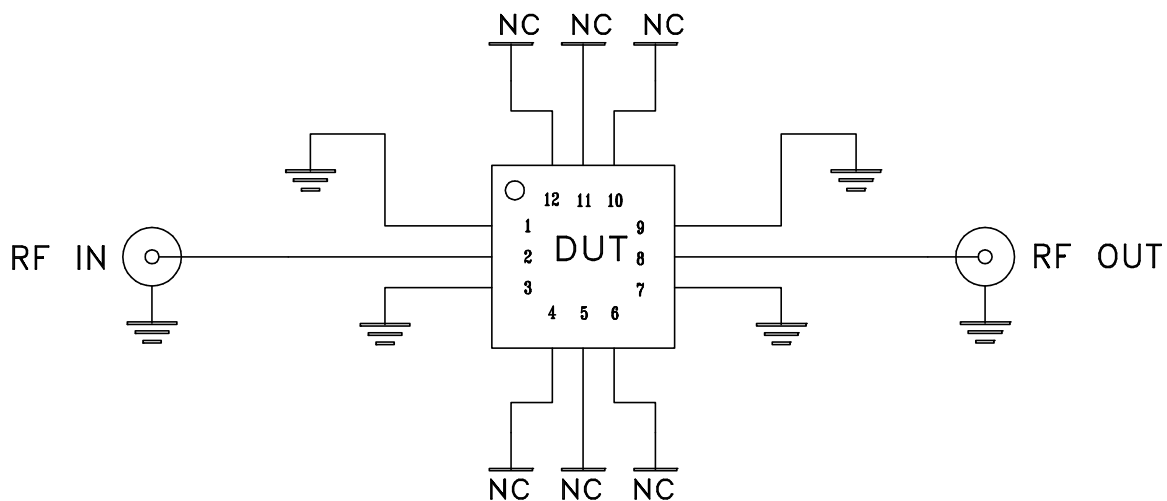 NC NC NC
12 11 10
1 9
RF IN 2 DUT 8 RF OUT
3 7
4 5 6
NC NC NC